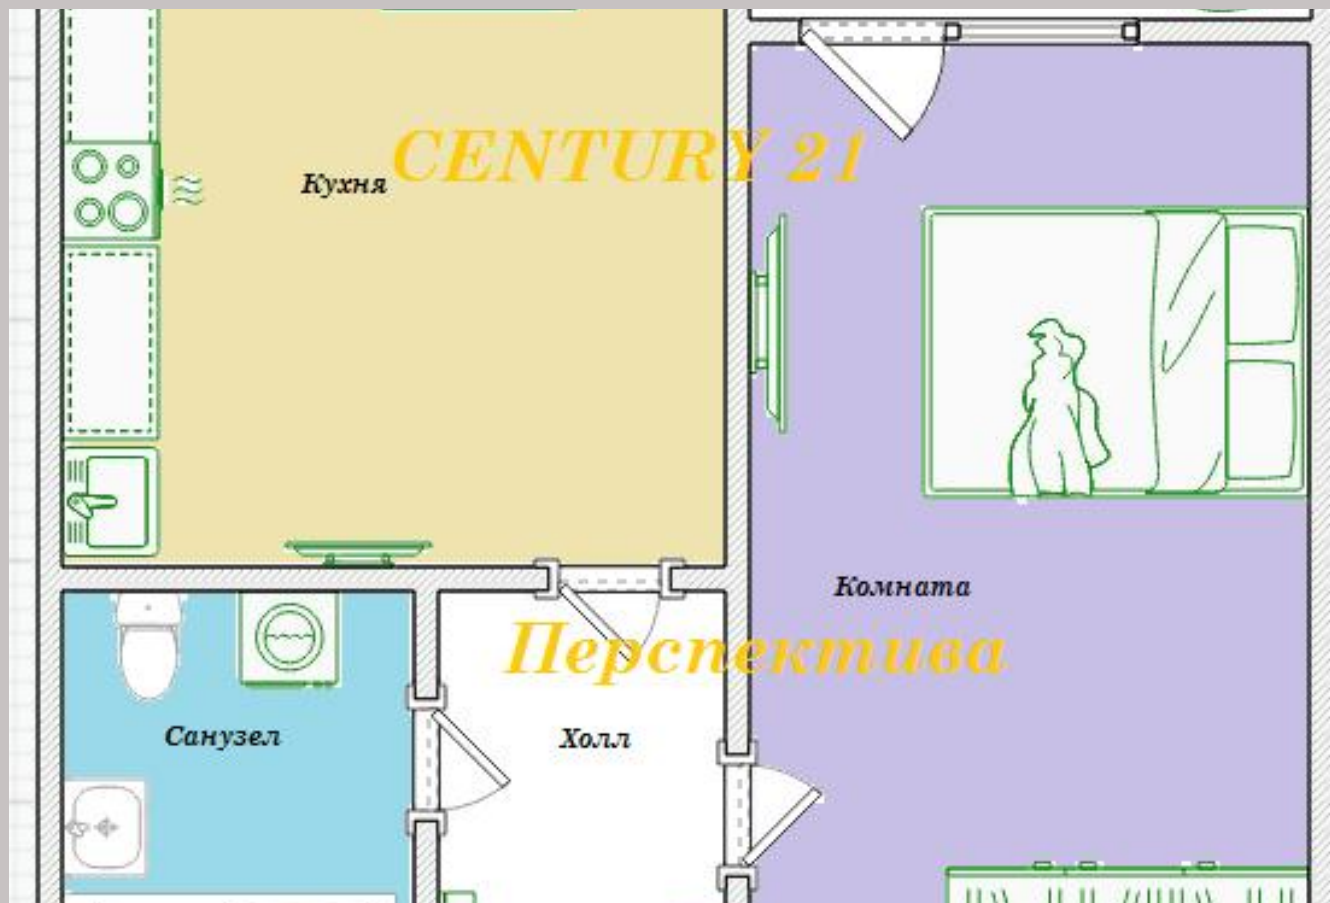 CENTURY 21
Кухня
Комната
Перспектива
Санузел
Холл